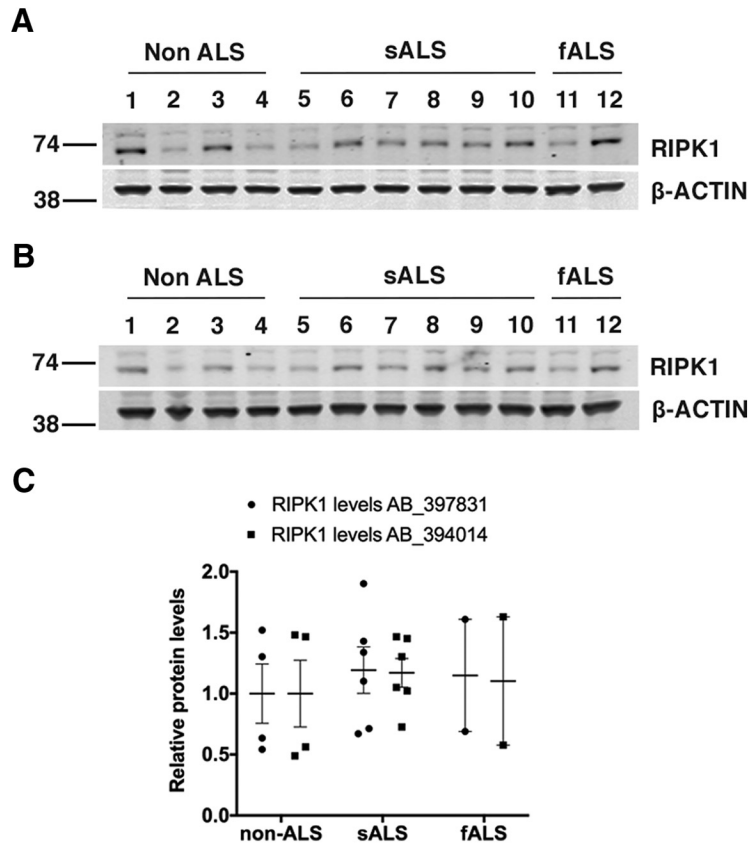 A
Non ALS sALS fALS
1 2 3 4 5 6 7 8 9 10 11 12
74 RIPK1
38 β-ACTIN
B
Non ALS sALS fALS
1 2 3 4 5 6 7 8 9 10 11 12
74 RIPK1
38 β-ACTIN
C
RIPK1 levels AB_397831
RIPK1 levels AB_394014
Relative protein levels
2.0
1.5
1.0
0.5
0.0
non-ALS sALS fALS